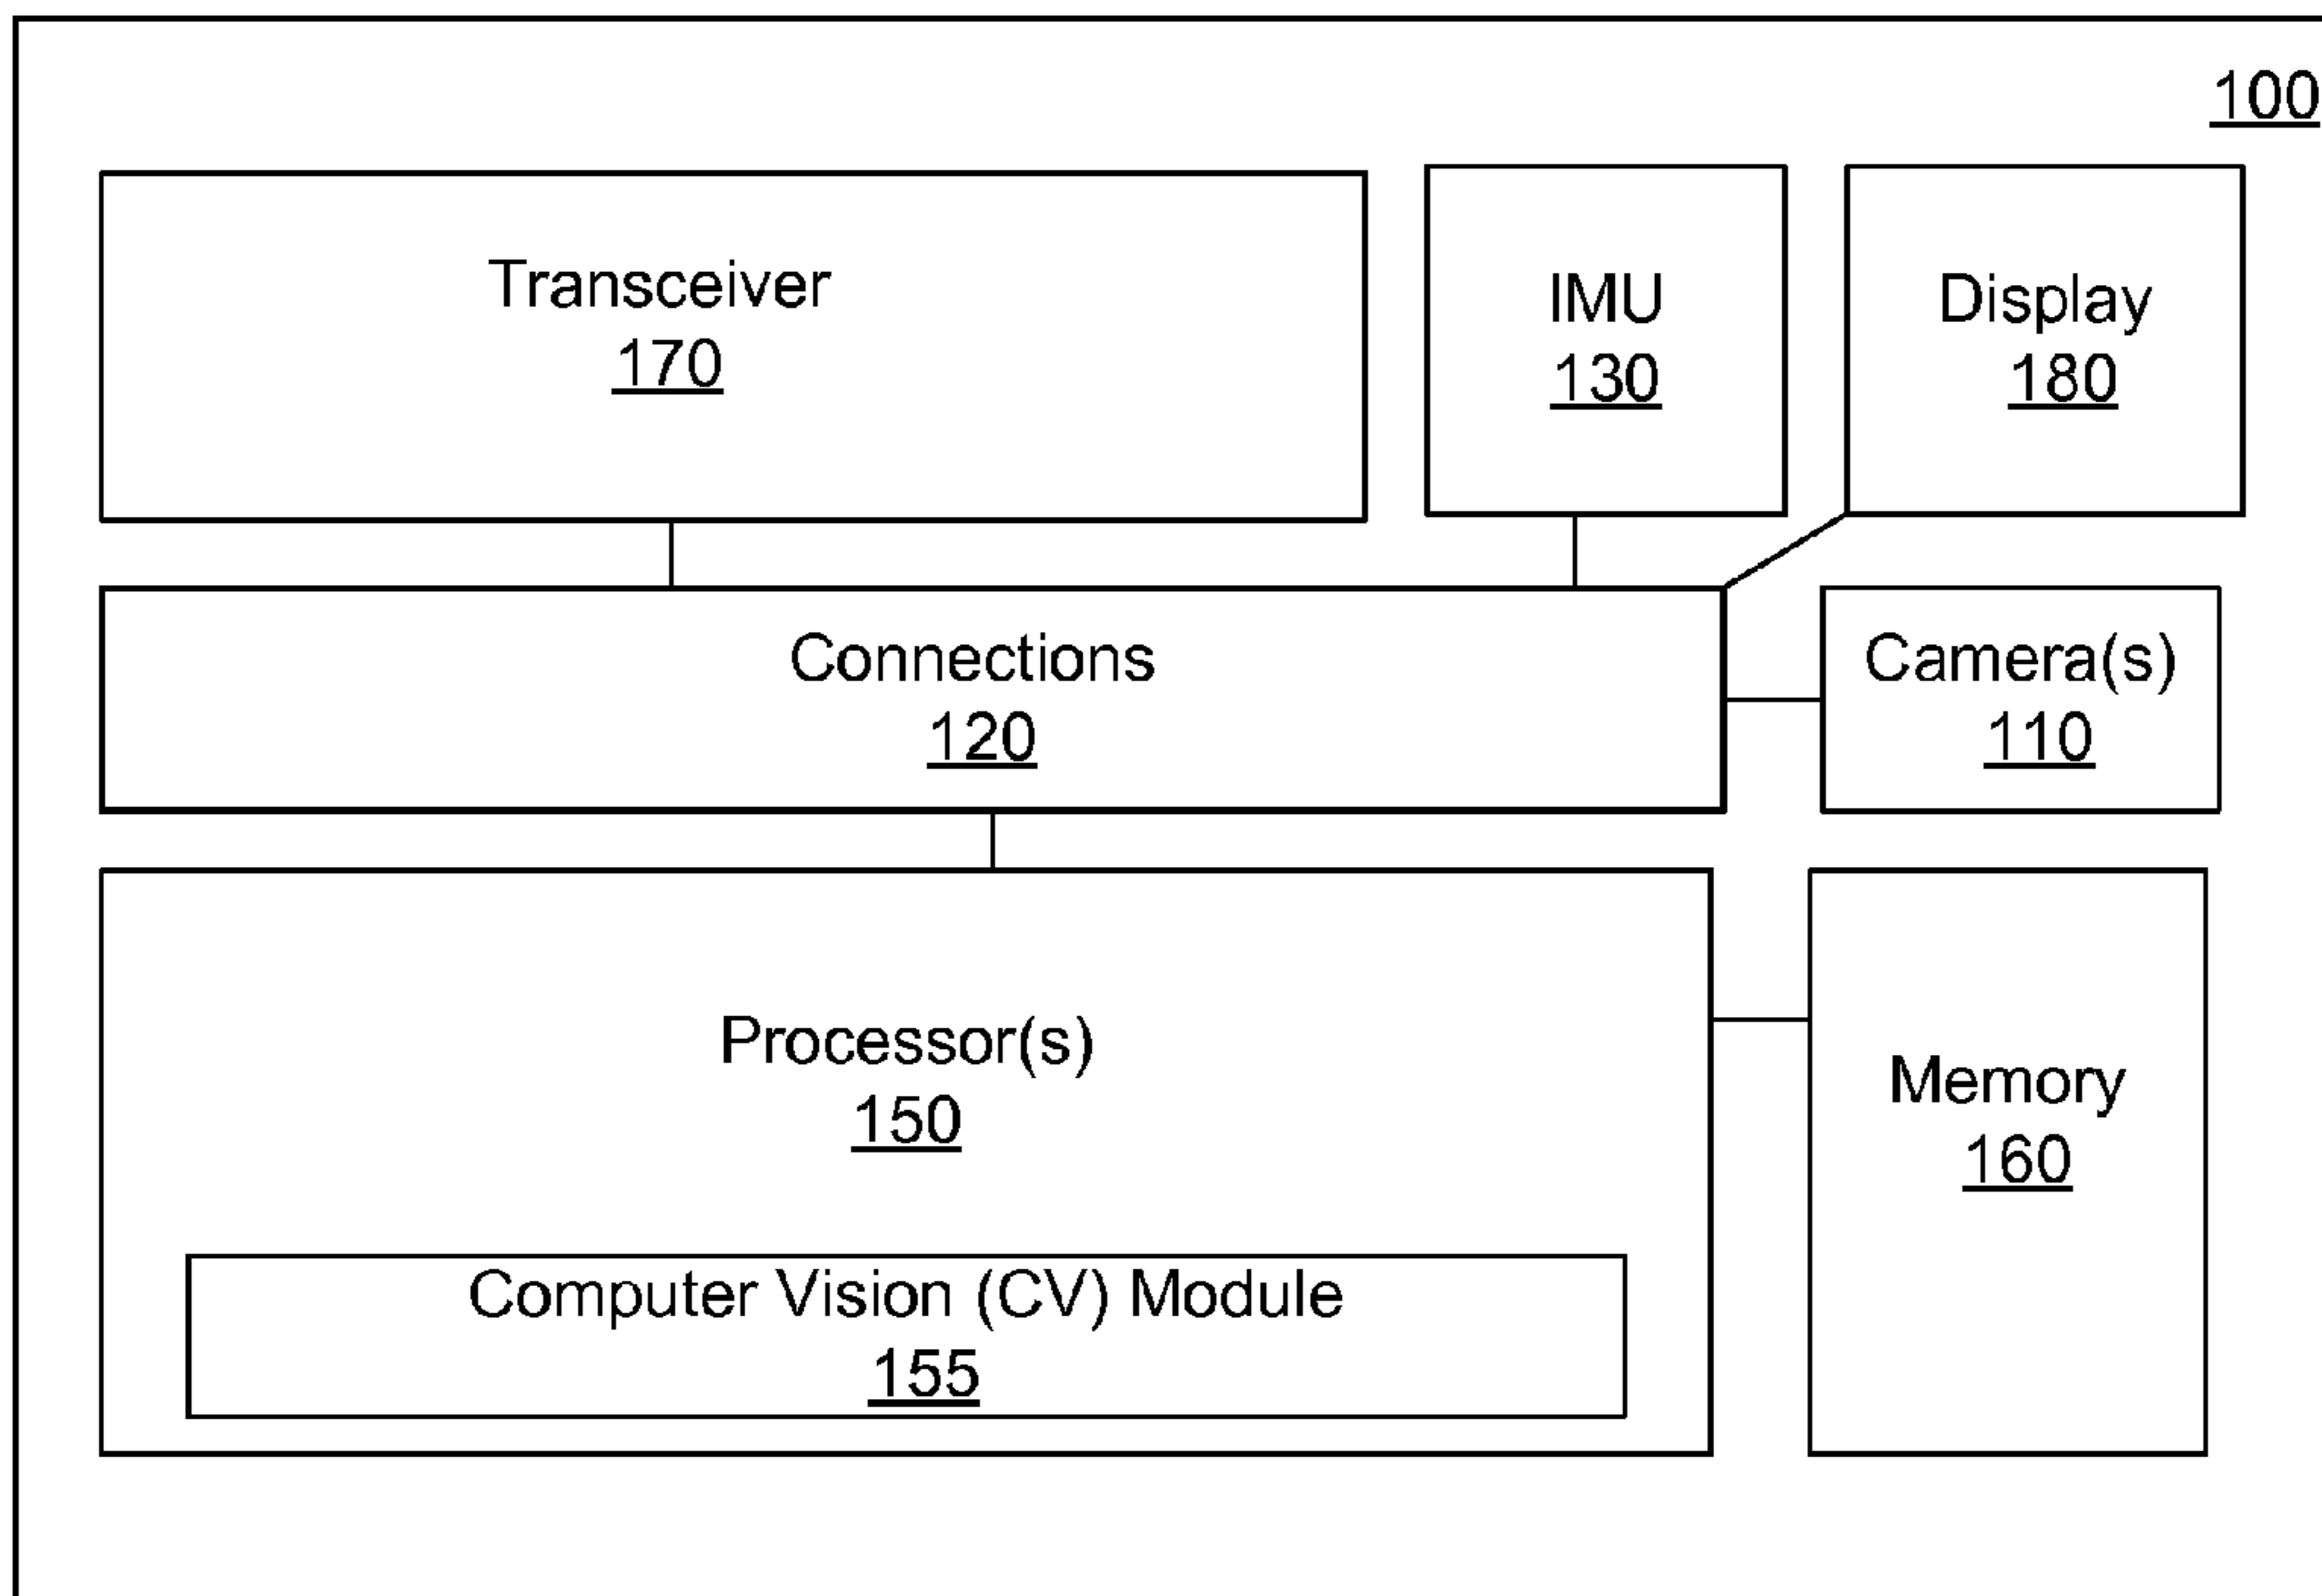 100
Transceiver
170
IMU
130
Display
180
Connections
120
Camera(s)
110
Processor(s)
150
Memory
160
Computer Vision (CV) Module
155